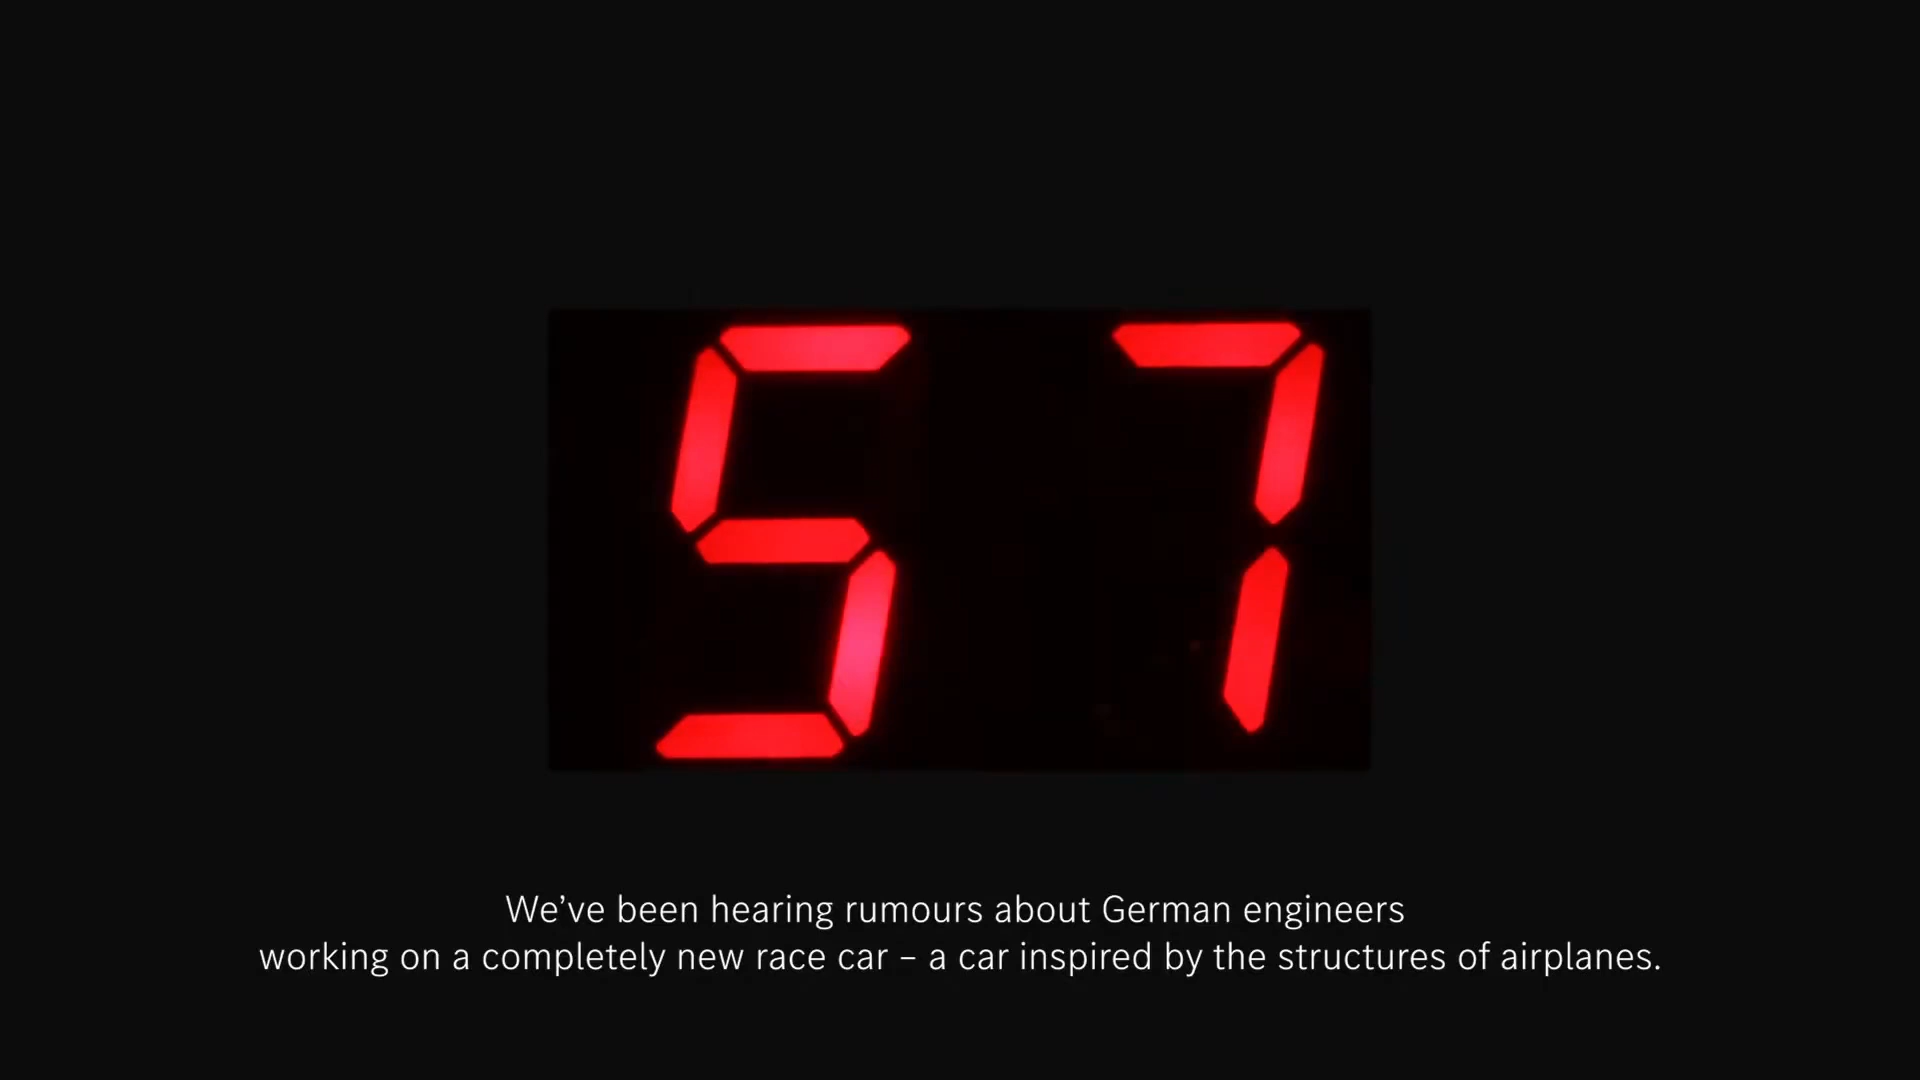 57
We’ve been hearing rumours about German engineers
working on a completely new race car – a car inspired by the structures of airplanes.